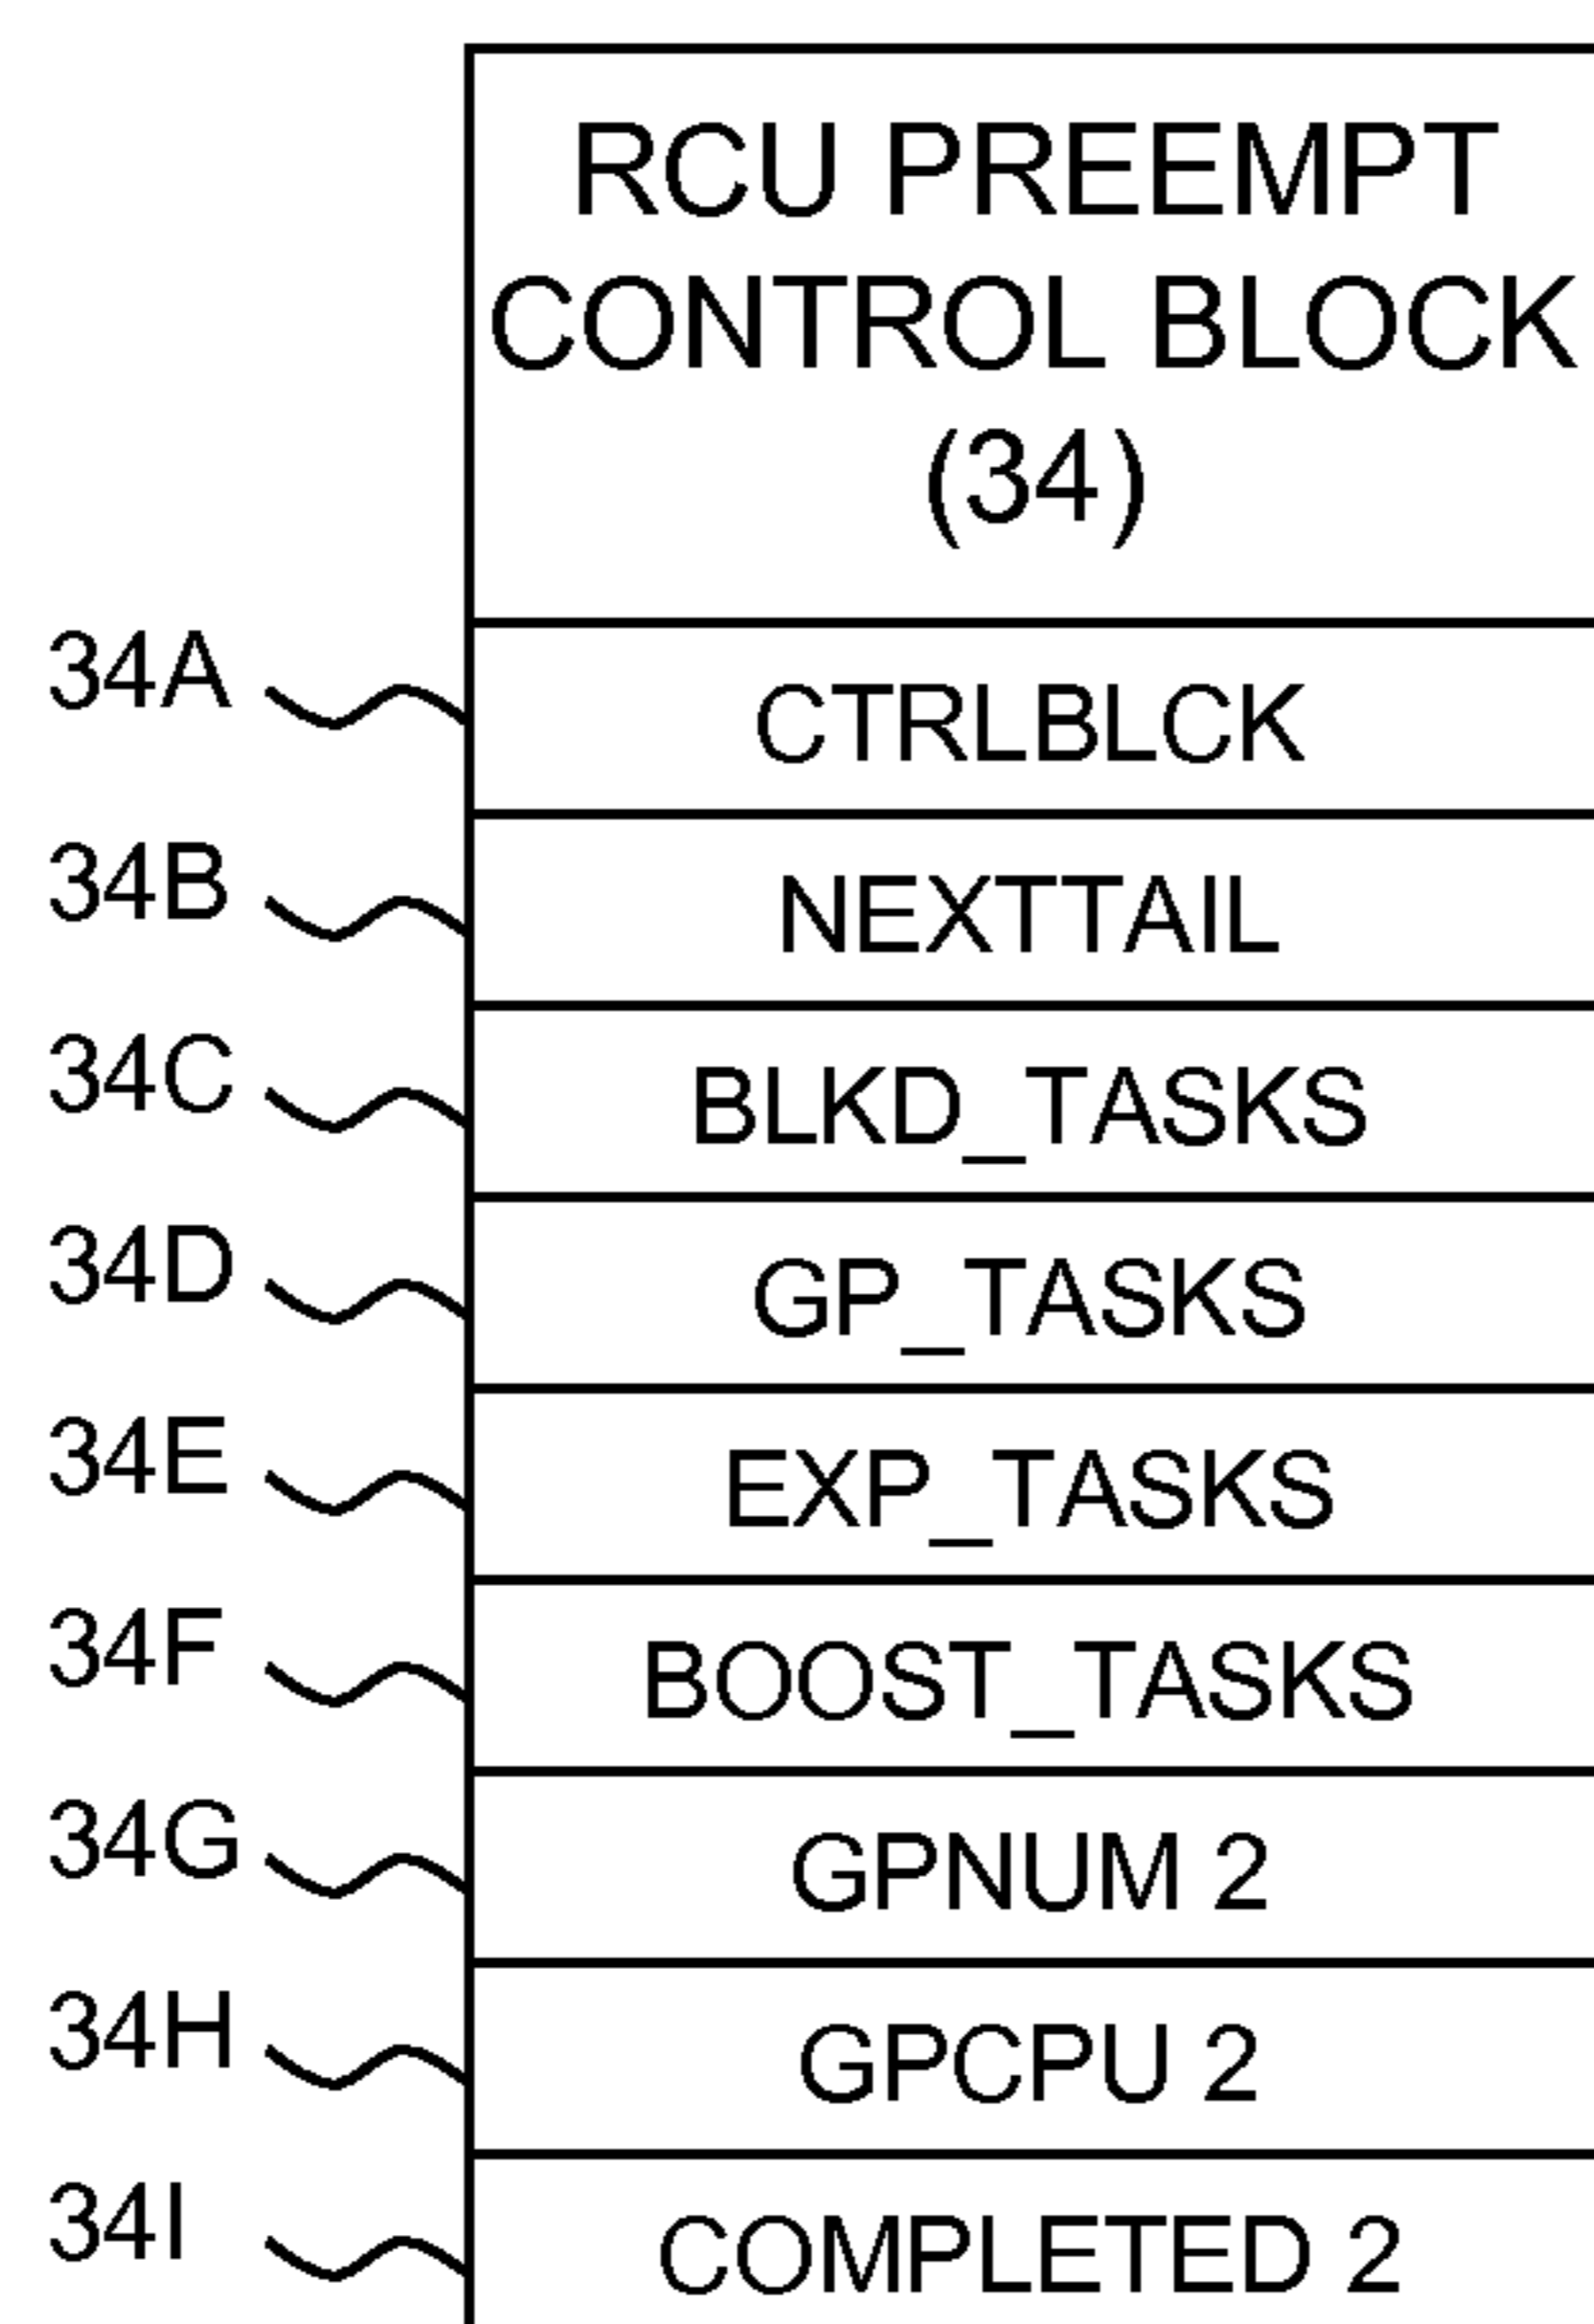 RCU PREEMPT
CONTROL BLOCK
(34)
34A CTRLBLCK
34B NEXTTAIL
34C BLKD_TASKS
34D GP_TASKS
34E EXP_TASKS
34F BOOST_TASKS
34G GPNUM 2
34H GPCPU 2
34I COMPLETED 2